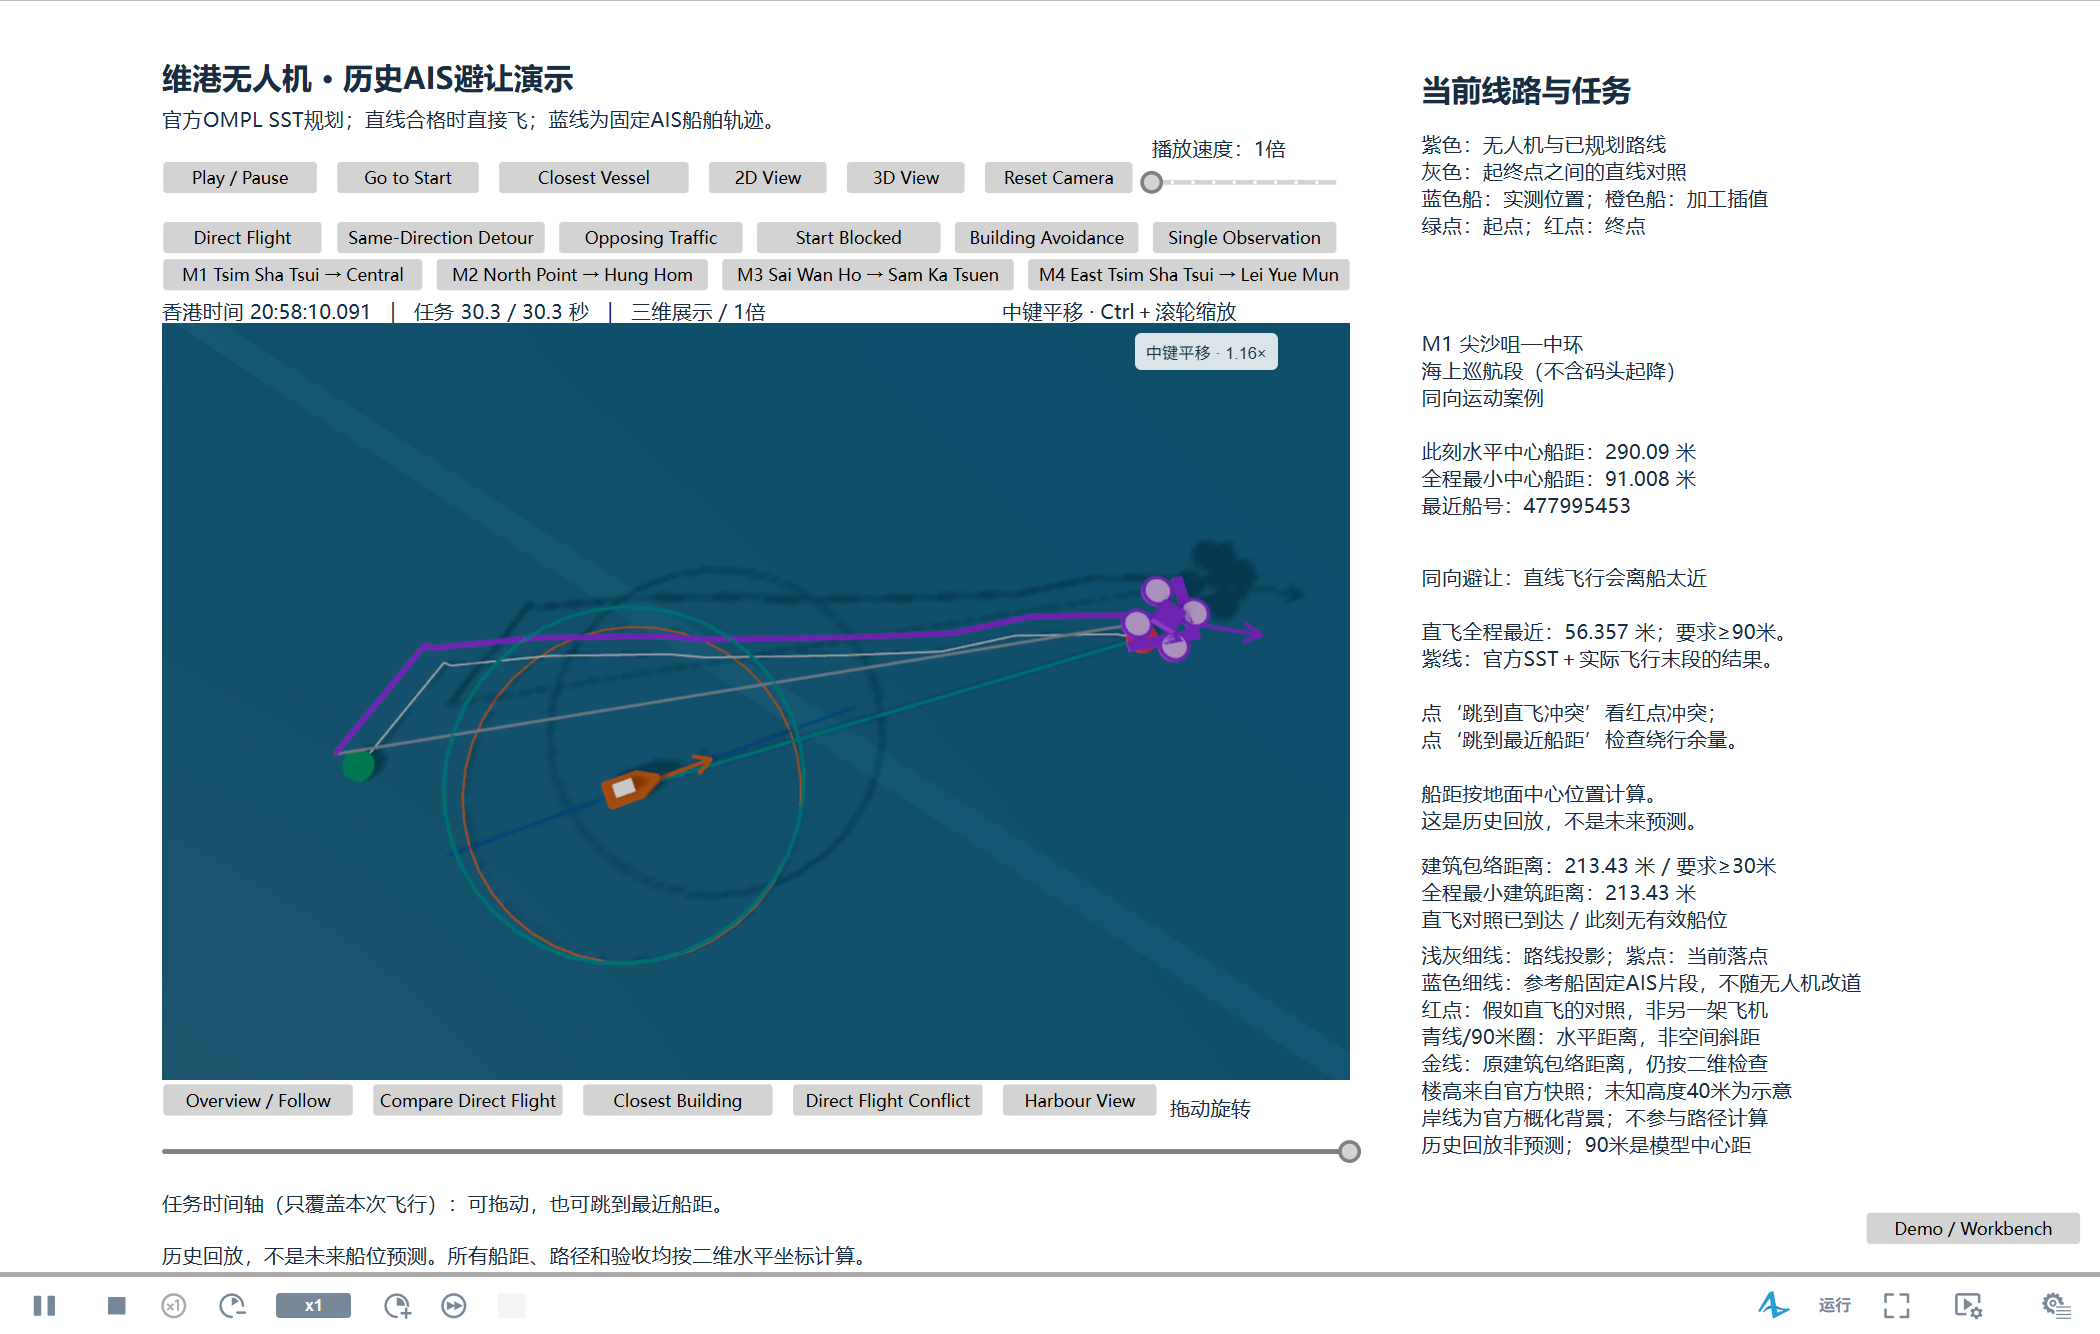 维港无人机 · 历史AIS避让演示
官方OMPL SST规划；直线合格时直接飞；蓝线为固定AIS船舶轨迹。
播放速度：1倍
Play / Pause
Go to Start
Closest Vessel
2D View
3D View
Reset Camera
Direct Flight
Same-Direction Detour
Opposing Traffic
Start Blocked
Building Avoidance
Single Observation
M1 Tsim Sha Tsui → Central
M2 North Point → Hung Hom
M3 Sai Wan Ho → Sam Ka Tsuen
M4 East Tsim Sha Tsui → Lei Yue Mun
香港时间 20:58:10.091 | 任务 30.3 / 30.3 秒 | 三维展示 / 1倍
中键平移 · Ctrl + 滚轮缩放
中键平移 · 1.16×
Overview / Follow
Compare Direct Flight
Closest Building
Direct Flight Conflict
Harbour View
拖动旋转
任务时间轴（只覆盖本次飞行）：可拖动，也可跳到最近船距。
历史回放，不是未来船位预测。所有船距、路径和验收均按二维水平坐标计算。
当前线路与任务
紫色：无人机与已规划路线
灰色：起终点之间的直线对照
蓝色船：实测位置；橙色船：加工插值
绿点：起点；红点：终点
M1 尖沙咀—中环
海上巡航段（不含码头起降）
同向运动案例
此刻水平中心船距：290.09 米
全程最小中心船距：91.008 米
最近船号：477995453
同向避让：直线飞行会离船太近
直飞全程最近：56.357 米；要求≥90米。
紫线：官方SST＋实际飞行末段的结果。
点‘跳到直飞冲突’看红点冲突；
点‘跳到最近船距’检查绕行余量。
船距按地面中心位置计算。
这是历史回放，不是未来预测。
建筑包络距离：213.43 米 / 要求≥30米
全程最小建筑距离：213.43 米
直飞对照已到达 / 此刻无有效船位
浅灰细线：路线投影；紫点：当前落点
蓝色细线：参考船固定AIS片段，不随无人机改道
红点：假如直飞的对照，非另一架飞机
青线/90米圈：水平距离，非空间斜距
金线：原建筑包络距离，仍按二维检查
楼高来自官方快照；未知高度40米为示意
岸线为官方概化背景；不参与路径计算
历史回放非预测；90米是模型中心距
Demo / Workbench
x1
x1
运行